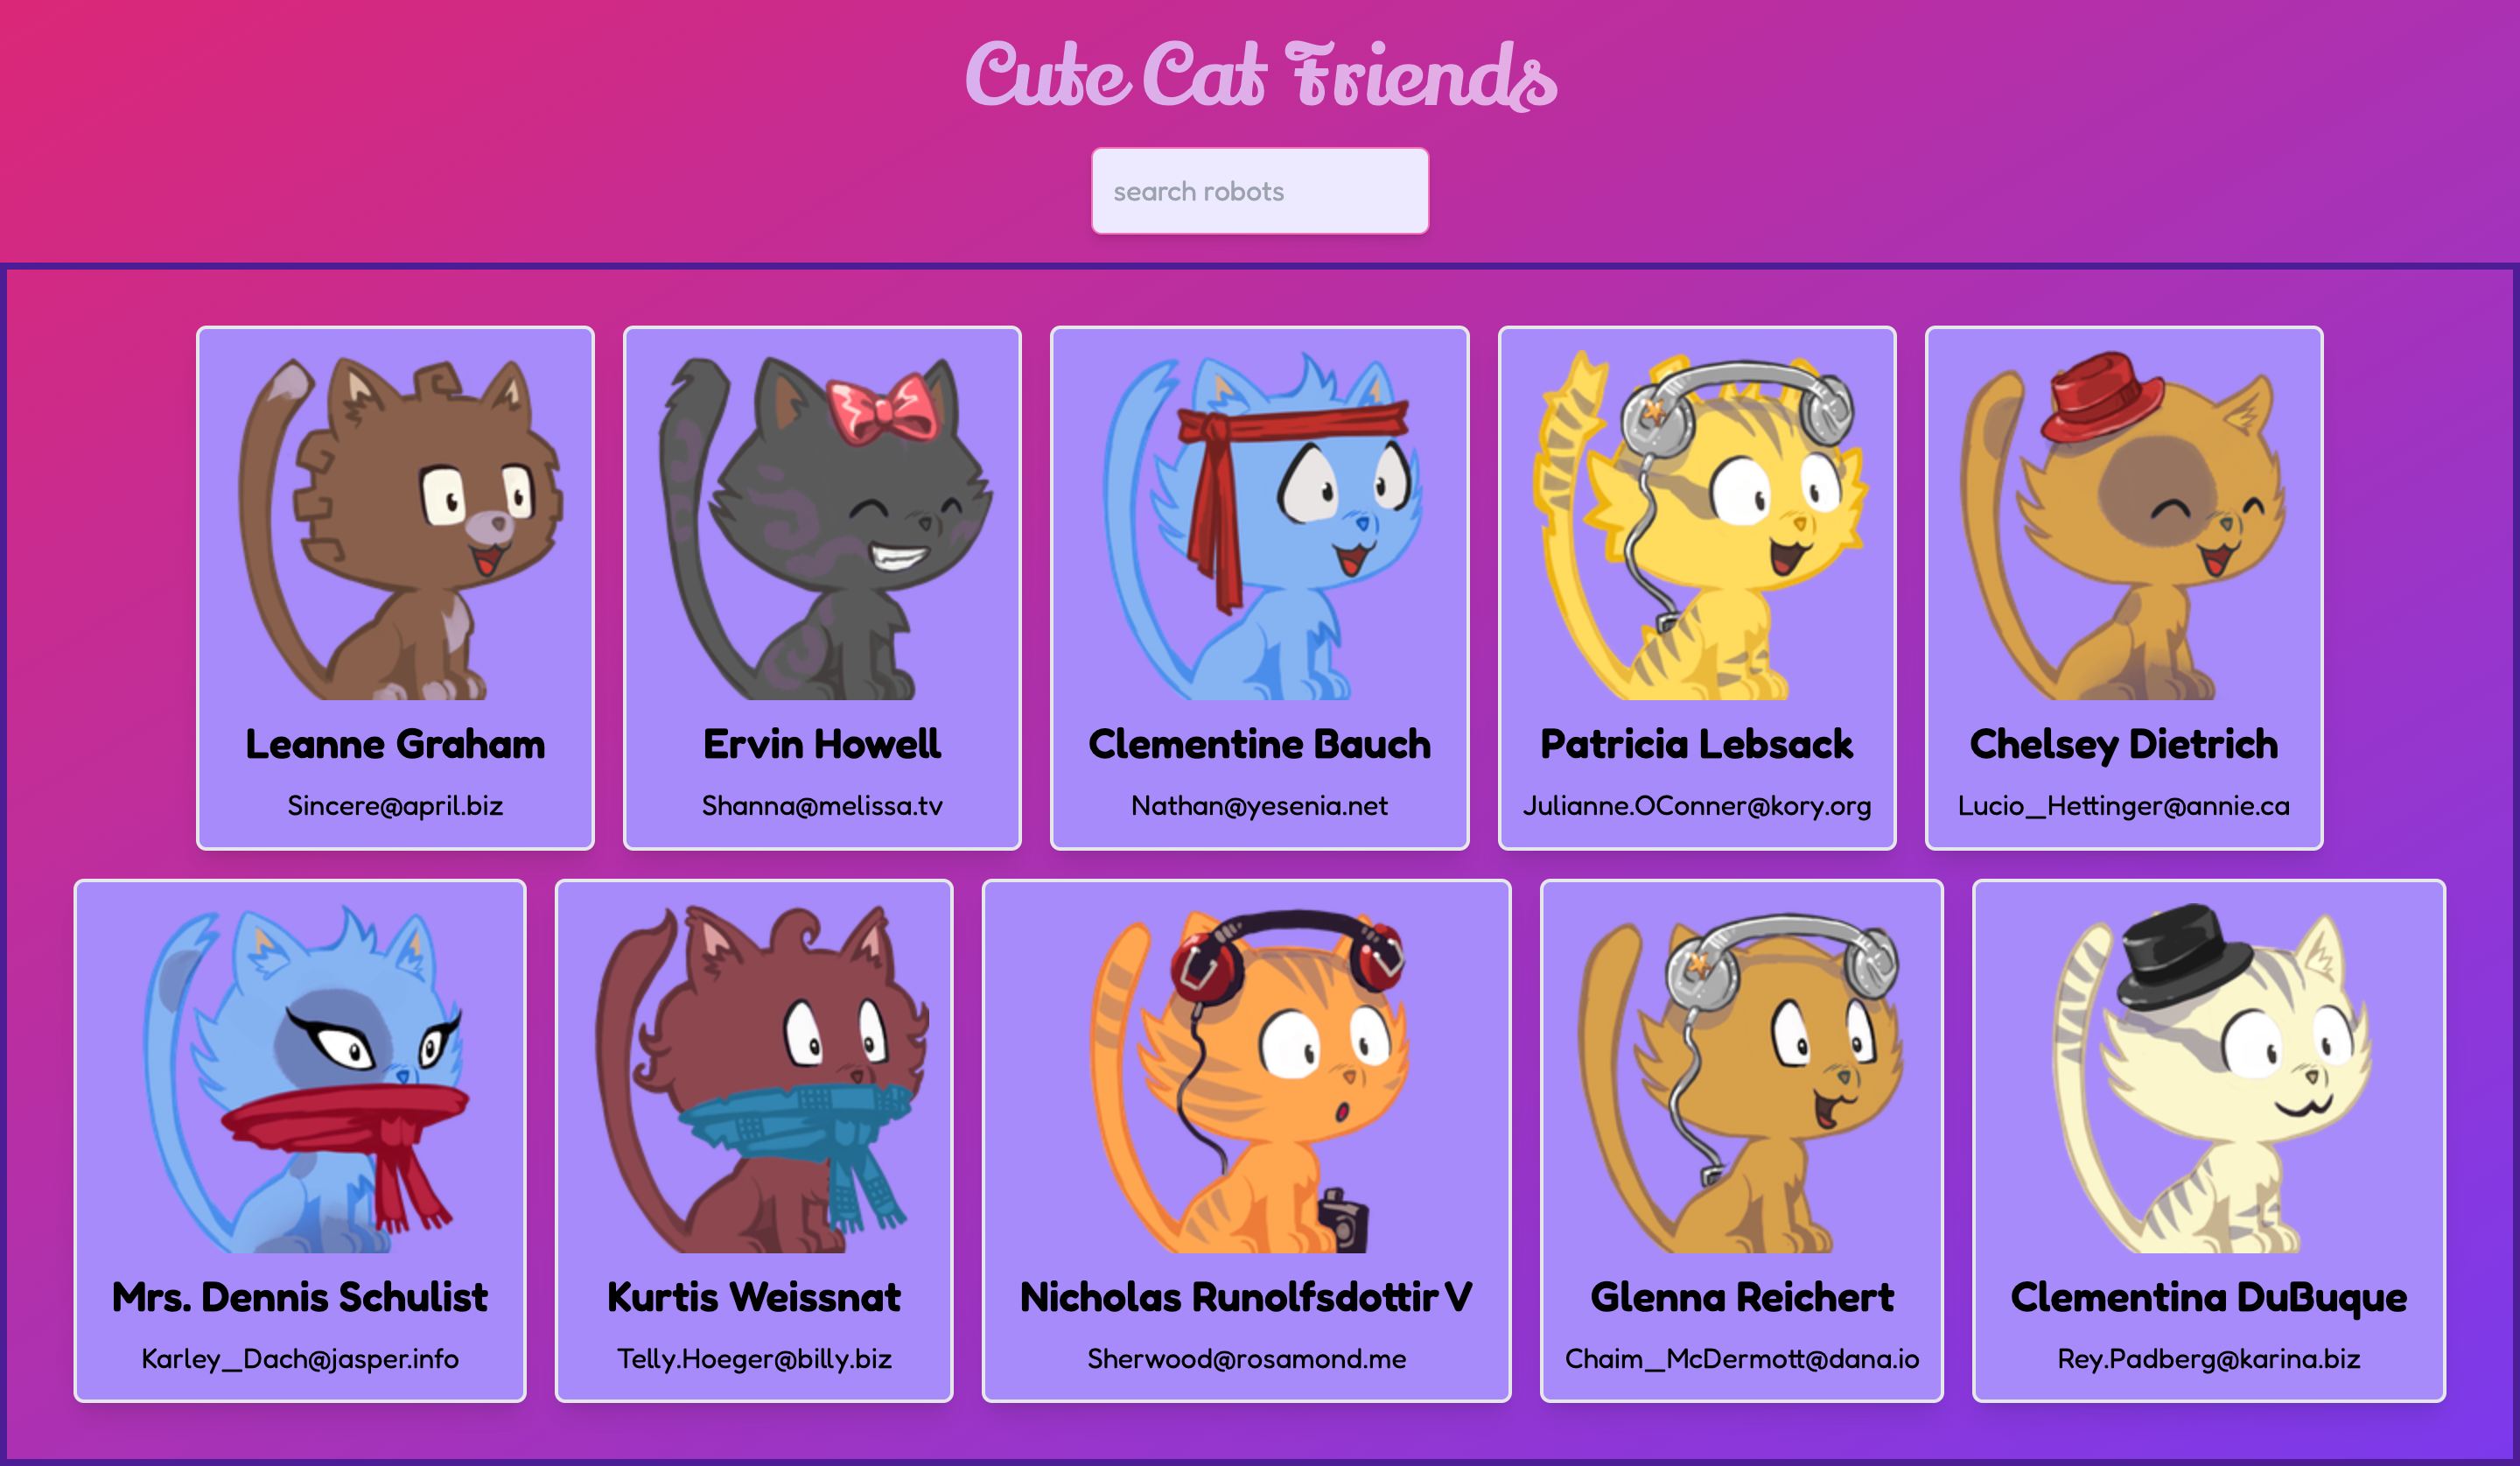 Cute Cat Friends
search robots
Leanne Graham
Sincere@april.biz
Ervin Howell
Shanna@melissa.tv
Clementine Bauch
Nathan@yesenia.net
Patricia Lebsack
Julianne.OConner@kory.org
Chelsey Dietrich
Lucio_Hettinger@annie.ca
Mrs. Dennis Schulist
Karley_Dach@jasper.info
Kurtis Weissnat
Telly.Hoeger@billy.biz
Nicholas Runolfsdottir V
Sherwood@rosamond.me
Glenna Reichert
Chaim_McDermott@dana.io
Clementina DuBuque
Rey.Padberg@karina.biz